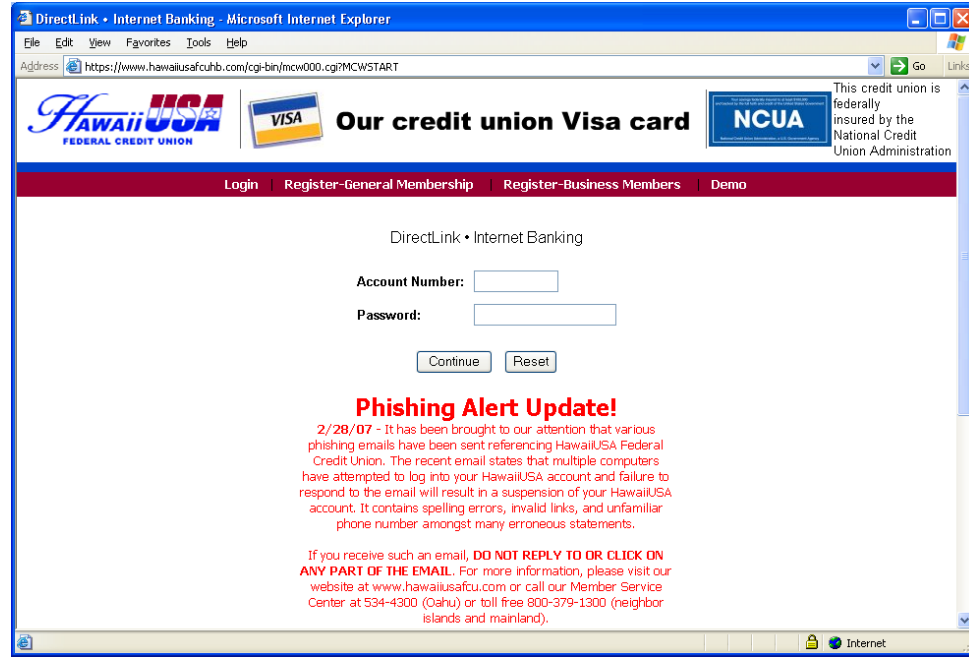 DirectLink • Internet Banking - Microsoft Internet Explorer
File Edit View Favorites Tools Help
Address https://www.hawaiiusafcuhb.com/cgi-bin/mcw000.cgi?MCWSTART Go Links
Hawaii USA
FEDERAL CREDIT UNION
VISA
Our credit union Visa card
NCUA
This credit union is
federally
insured by the
National Credit
Union Administration
Login | Register-General Membership | Register-Business Members | Demo
DirectLink • Internet Banking
Account Number:
Password:
Continue Reset
Phishing Alert Update!
2/28/07 - It has been brought to our attention that various
phishing emails have been sent referencing HawaiiUSA Federal
Credit Union. The recent email states that multiple computers
have attempted to log into your HawaiiUSA account and failure to
respond to the email will result in a suspension of your HawaiiUSA
account. It contains spelling errors, invalid links, and unfamiliar
phone number amongst many erroneous statements.
If you receive such an email, DO NOT REPLY TO OR CLICK ON
ANY PART OF THE EMAIL. For more information, please visit our
website at www.hawaiiusafcu.com or call our Member Service
Center at 534-4300 (Oahu) or toll free 800-379-1300 (neighbor
islands and mainland).
Internet